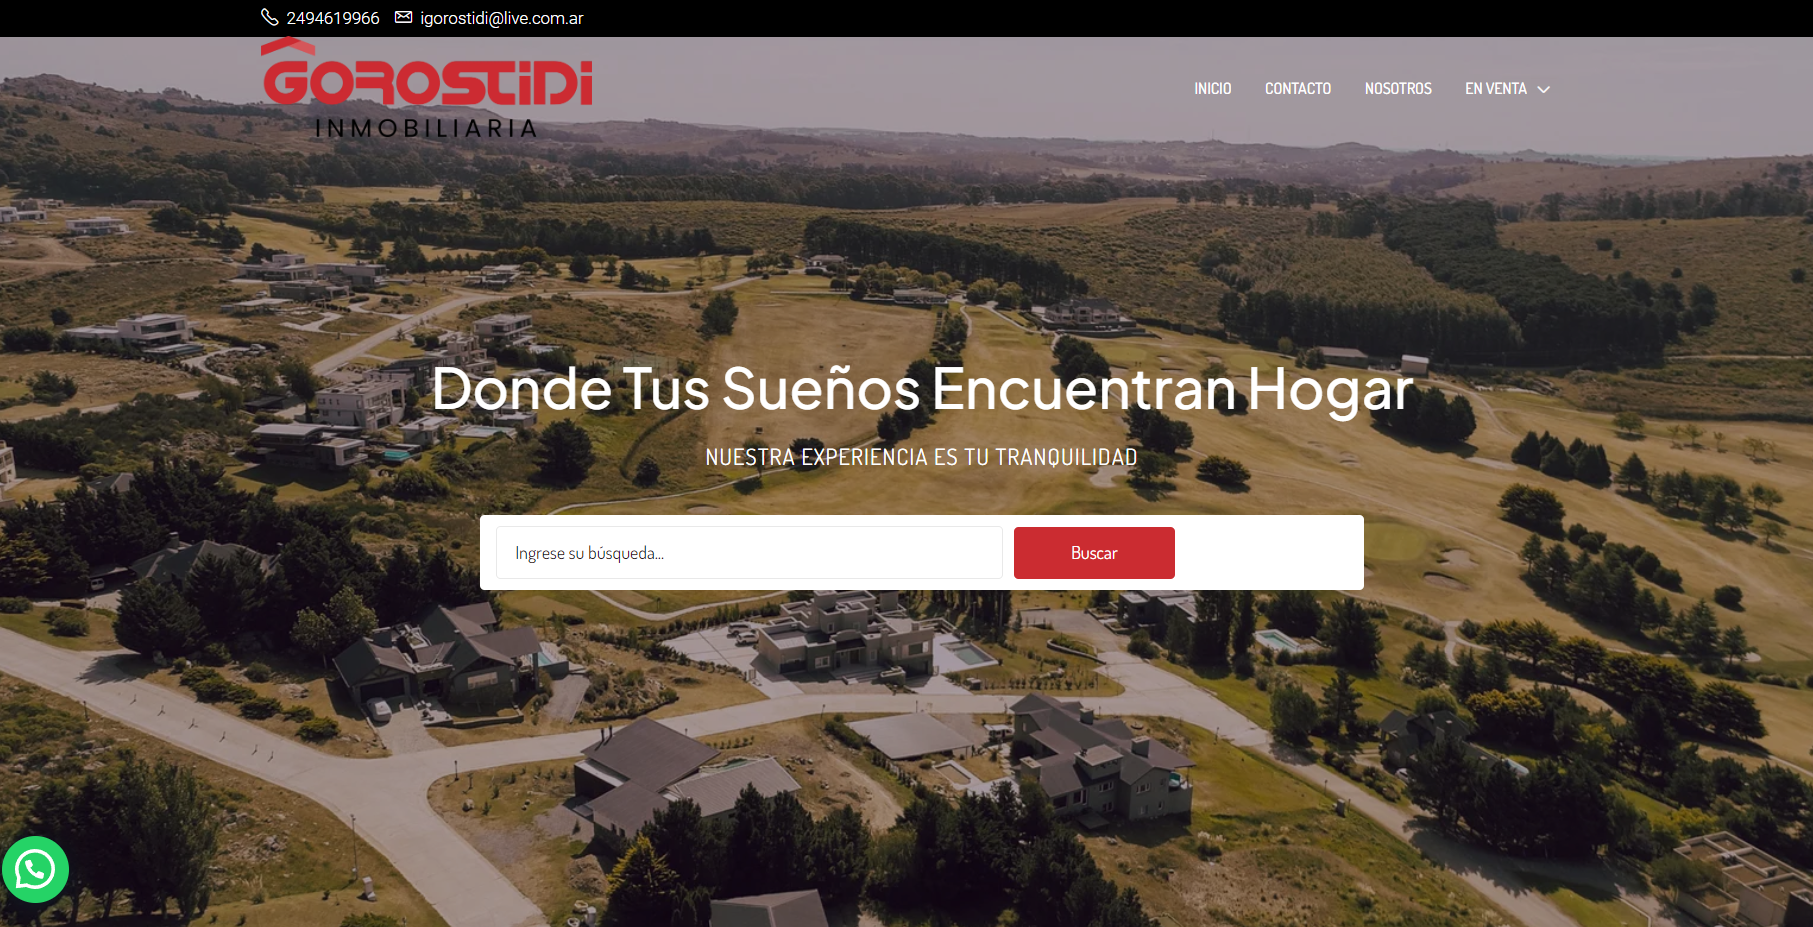 2494619966 igorostidi@live.com.ar
GOROSTIDI
INMOBILIARIA
INICIO CONTACTO NOSOTROS EN VENTA
Donde Tus Sueños Encuentran Hogar
NUESTRA EXPERIENCIA ES TU TRANQUILIDAD
Ingrese su búsqueda... Buscar